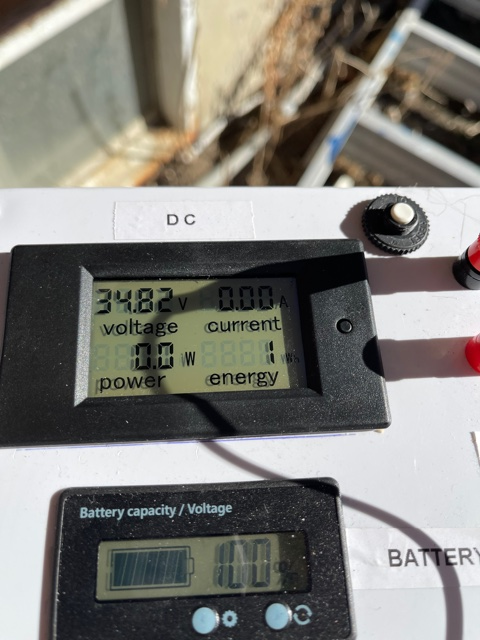 DC
34.82 V 0.00 A
voltage current
0.0 W 1 Wh
power energy
Battery capacity / Voltage
100 %
BATTERY